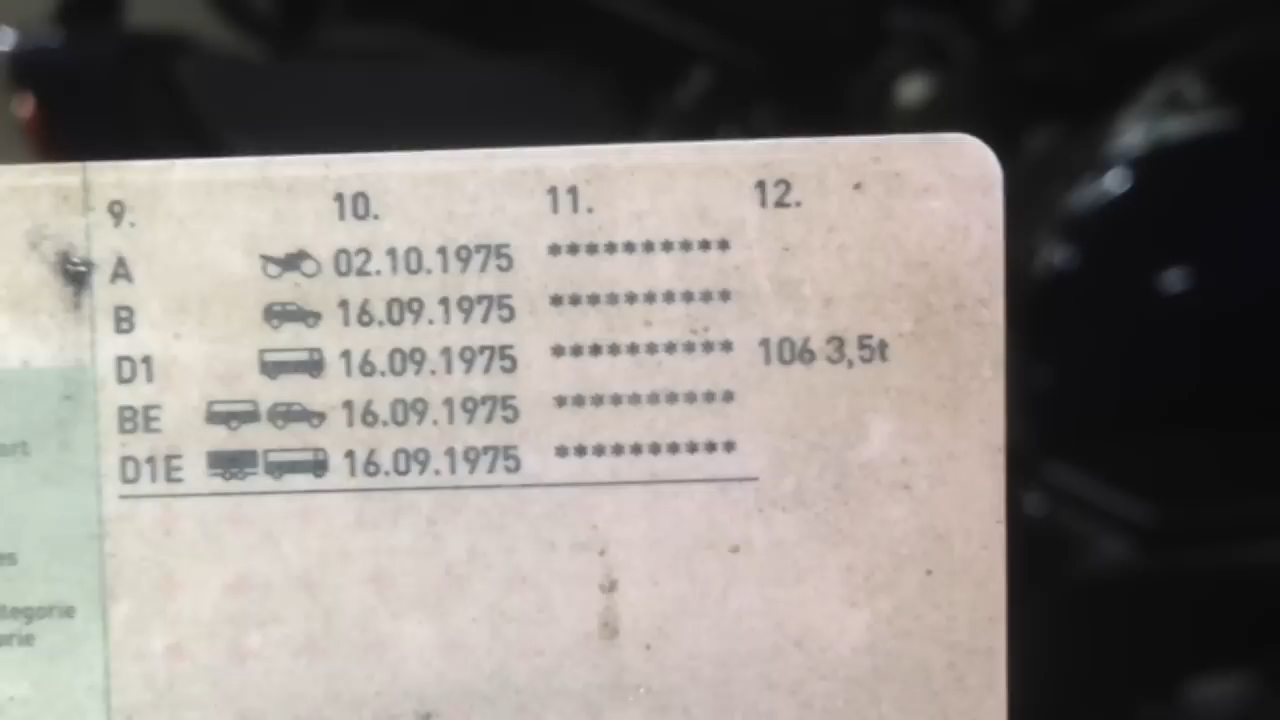 9. 10. 11. 12.
A 02.10.1975 **********
B 16.09.1975 **********
D1 16.09.1975 ********** 106 3,5t
BE 16.09.1975 **********
D1E 16.09.1975 **********